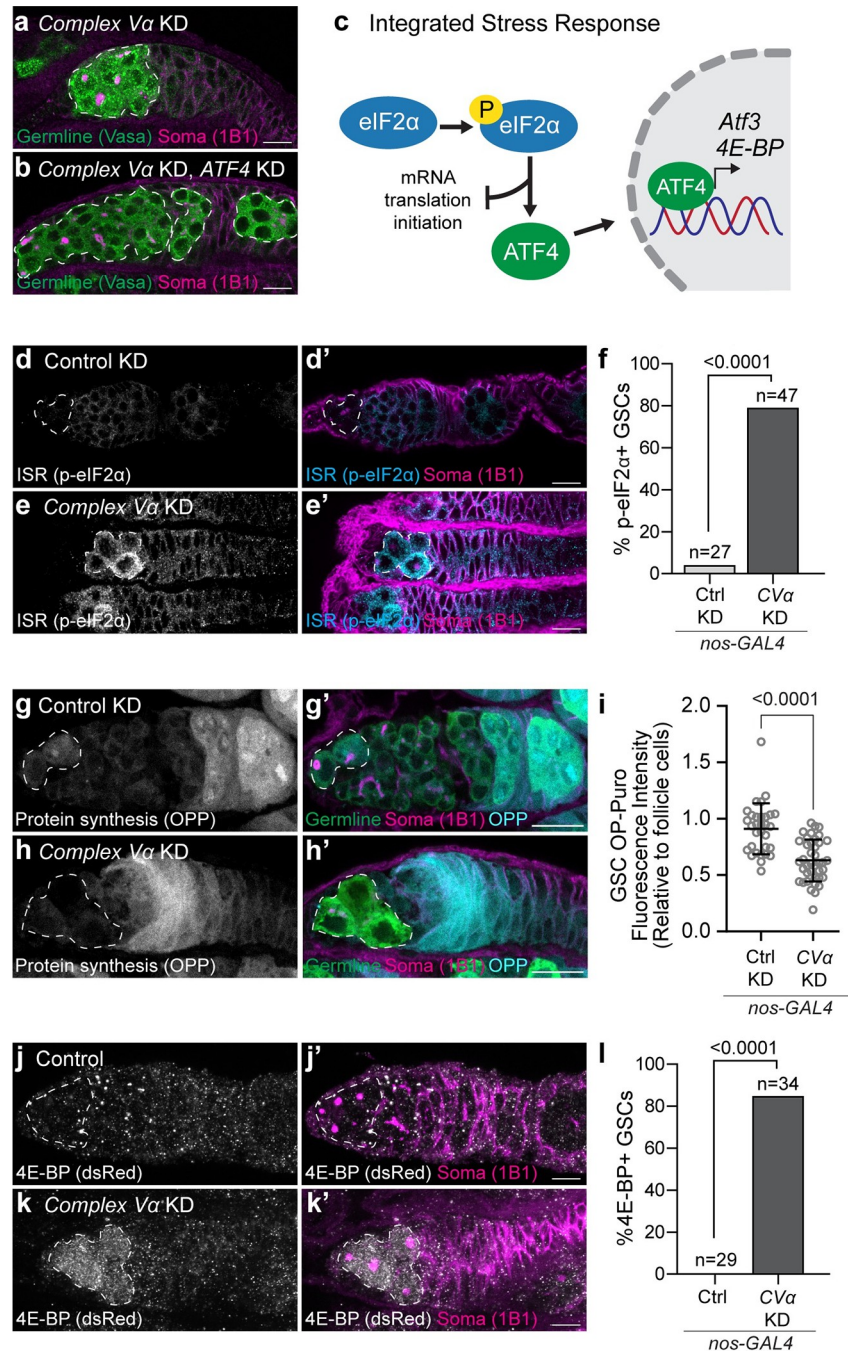 a Complex Vα KD
Germline (Vasa) Soma (1B1)
b Complex Vα KD, ATF4 KD
Germline (Vasa) Soma (1B1)
c Integrated Stress Response
eIF2α
P
eIF2α
mRNA
translation
initiation
ATF4
Atf3
4E-BP
ATF4
d Control KD
ISR (p-eIF2α)
d’
ISR (p-eIF2α) Soma (1B1)
e Complex Vα KD
ISR (p-eIF2α)
e’
ISR (p-eIF2α) Soma (1B1)
f
% p-eIF2α+ GSCs
100
80
60
40
20
0
<0.0001
n=47
n=27
Ctrl
KD
CVα
KD
nos-GAL4
g Control KD
Protein synthesis (OPP)
g’
Germline Soma (1B1) OPP
h Complex Vα KD
Protein synthesis (OPP)
h’
Germline Soma (1B1) OPP
i
GSC OP-Puro
Fluorescence Intensity
(Relative to follicle cells)
2.0
1.5
1.0
0.5
0.0
<0.0001
Ctrl
KD
CVα
KD
nos-GAL4
j Control
4E-BP (dsRed)
j’
4E-BP (dsRed) Soma (1B1)
k Complex Vα KD
4E-BP (dsRed)
k’
4E-BP (dsRed) Soma (1B1)
l
%4E-BP+ GSCs
100
80
60
40
20
0
<0.0001
n=34
n=29
Ctrl
CVα
KD
nos-GAL4